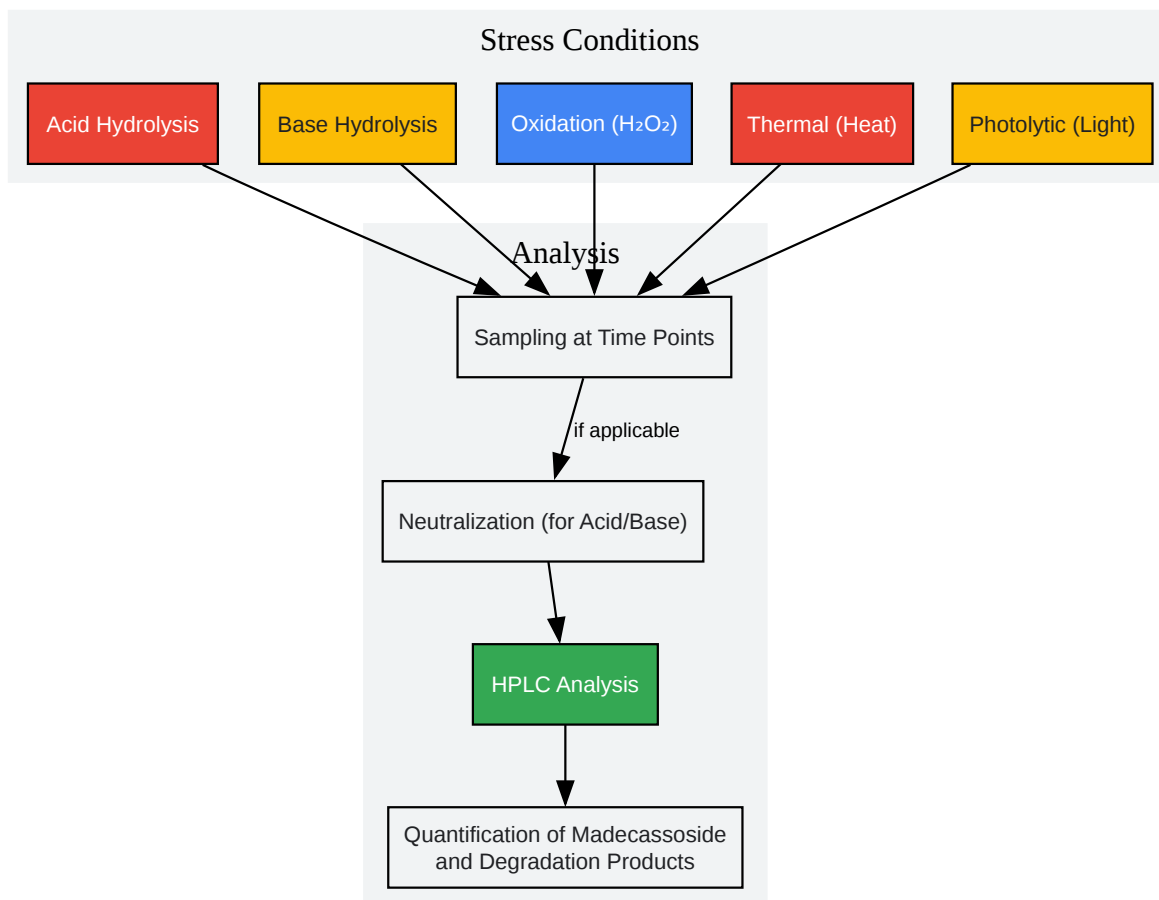 Stress Conditions
Acid Hydrolysis
Base Hydrolysis
Oxidation (H₂O₂)
Thermal (Heat)
Photolytic (Light)
Analysis
Sampling at Time Points
if applicable
Neutralization (for Acid/Base)
HPLC Analysis
Quantification of Madecassoside
and Degradation Products